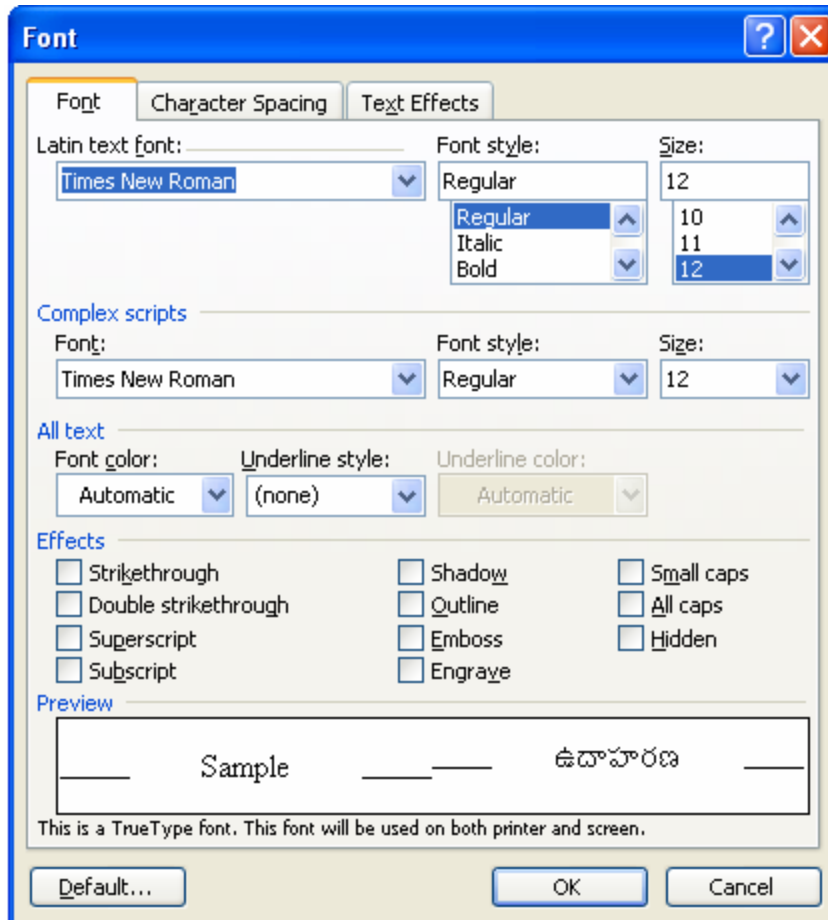 Font
Font Character Spacing Text Effects
Latin text font: Font style: Size:
Times New Roman Regular 12
Regular 10
Italic 11
Bold 12
Complex scripts
Font: Font style: Size:
Times New Roman Regular 12
All text
Font color: Underline style: Underline color:
Automatic (none) Automatic
Effects
Strikethrough Shadow Small caps
Double strikethrough Outline All caps
Superscript Emboss Hidden
Subscript Engrave
Preview
Sample ఉదాహరణ
This is a TrueType font. This font will be used on both printer and screen.
Default... OK Cancel